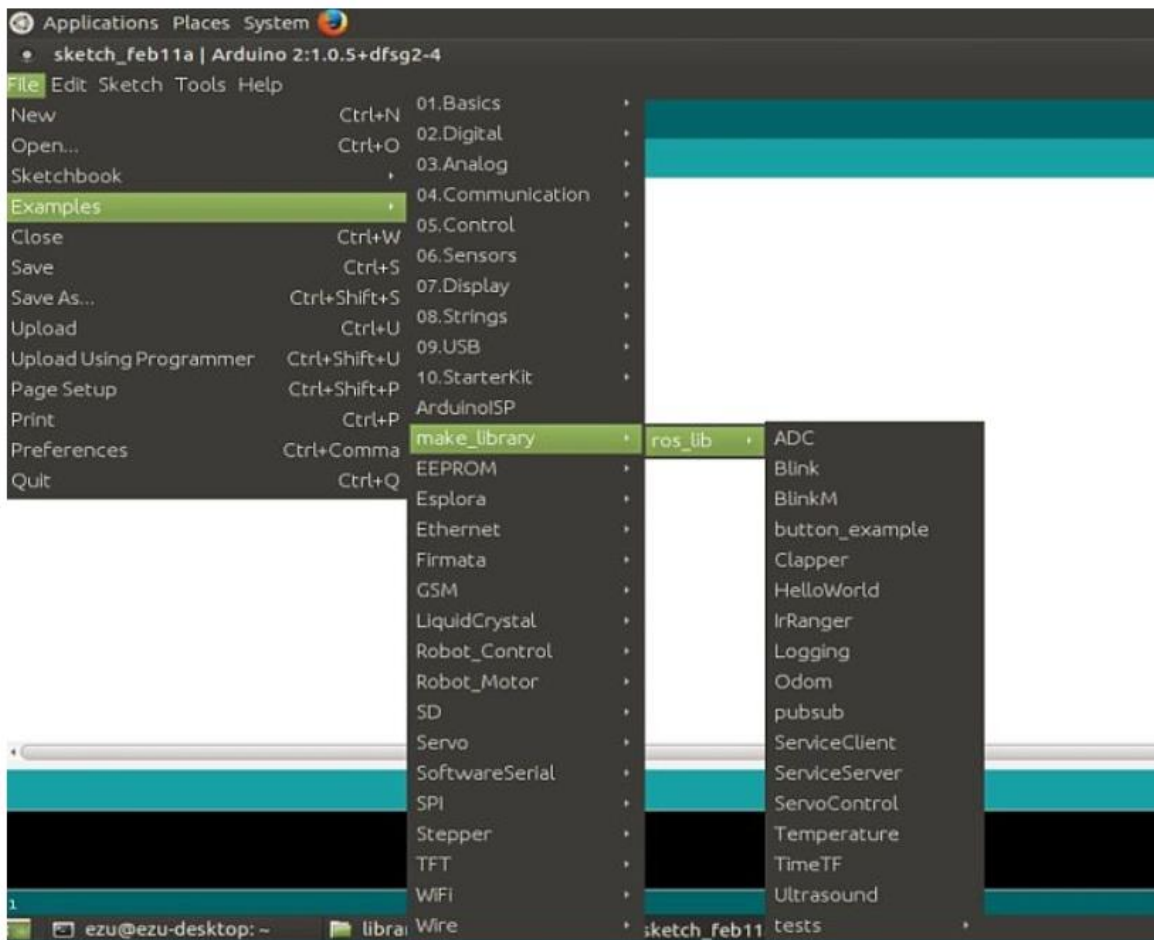 Applications Places System
sketch_feb11a | Arduino 2:1.0.5+dfsg2-4
File Edit Sketch Tools Help
New Ctrl+N
Open... Ctrl+O
Sketchbook
Examples
Close Ctrl+W
Save Ctrl+S
Save As... Ctrl+Shift+S
Upload Ctrl+U
Upload Using Programmer Ctrl+Shift+U
Page Setup Ctrl+Shift+P
Print Ctrl+P
Preferences Ctrl+Comma
Quit Ctrl+Q
01.Basics
02.Digital
03.Analog
04.Communication
05.Control
06.Sensors
07.Display
08.Strings
09.USB
10.StarterKit
ArduinoISP
make_library
EEPROM
Esplora
Ethernet
Firmata
GSM
LiquidCrystal
Robot_Control
Robot_Motor
SD
Servo
SoftwareSerial
SPI
Stepper
TFT
WiFi
Wire
ros_lib
ADC
Blink
BlinkM
button_example
Clapper
HelloWorld
IrRanger
Logging
Odom
pubsub
ServiceClient
ServiceServer
ServoControl
Temperature
TimeTF
Ultrasound
tests
1
ezu@ezu-desktop: ~
librar
sketch_feb11